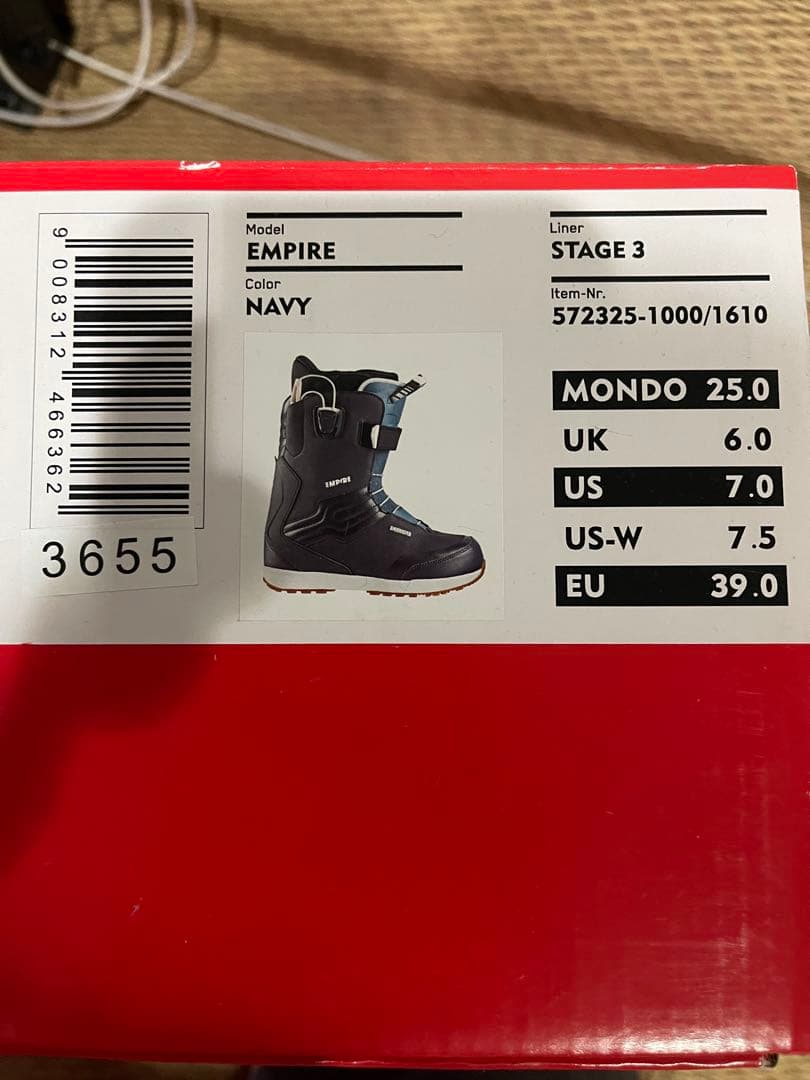 9 008312 466362
3655
Model
EMPIRE
Color
NAVY
EMPIRE
Liner
STAGE 3
Item-Nr.
572325-1000/1610
MONDO 25.0
UK 6.0
US 7.0
US-W 7.5
EU 39.0